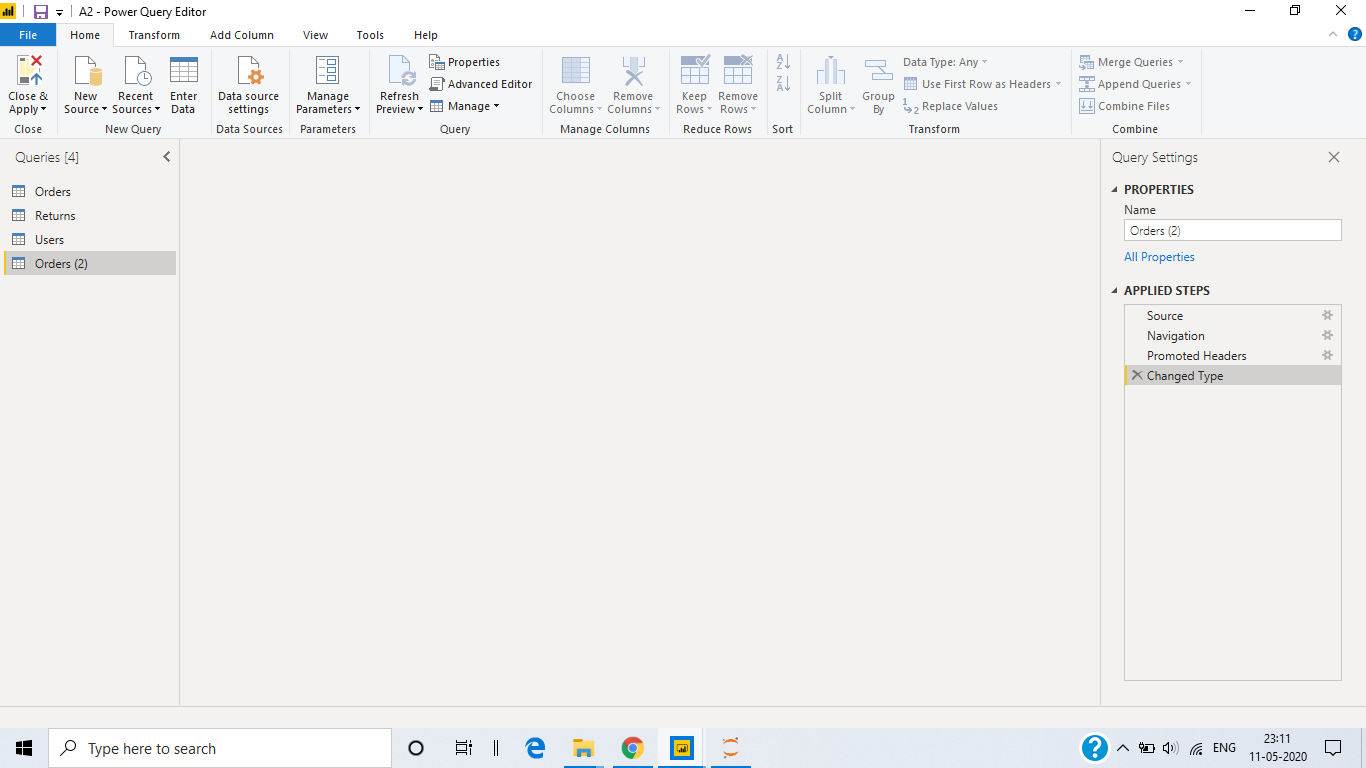 A2 - Power Query Editor
File Home Transform Add Column View Tools Help
Close & Apply
New Source
Recent Sources
Enter Data
Data source settings
Manage Parameters
Refresh Preview
Properties
Advanced Editor
Manage
Choose Columns
Remove Columns
Keep Rows
Remove Rows
Split Column
Group By
Data Type: Any
Use First Row as Headers
Replace Values
Merge Queries
Append Queries
Combine Files
Close New Query Data Sources Parameters Query Manage Columns Reduce Rows Sort Transform Combine
Queries [4]
Orders
Returns
Users
Orders (2)
Query Settings
PROPERTIES
Name
Orders (2)
All Properties
APPLIED STEPS
Source
Navigation
Promoted Headers
Changed Type
Type here to search
ENG
23:11
11-05-2020